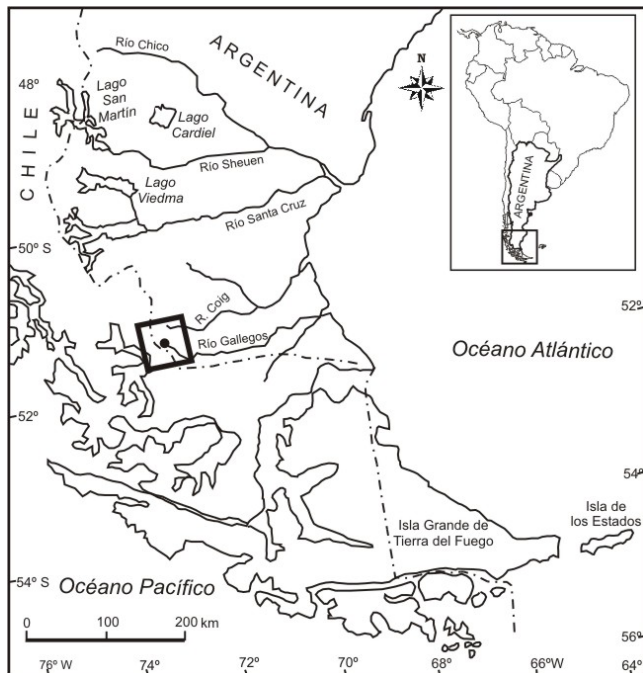 Río Chico
ARGENTINA
N
48°
Lago
San
Martín
Lago
Cardiel
CHILE
Río Sheuen
Lago
Viedma
Río Santa Cruz
ARGENTINA
50° S
R. Coig
Río Gallegos
52°
Océano Atlántico
52°
54°
Isla de
los Estados
Isla Grande de
Tierra del Fuego
54° S
Océano Pacífico
0 100 200 km
56°
76° W 74° 72° 70° 68° 66°W 64°